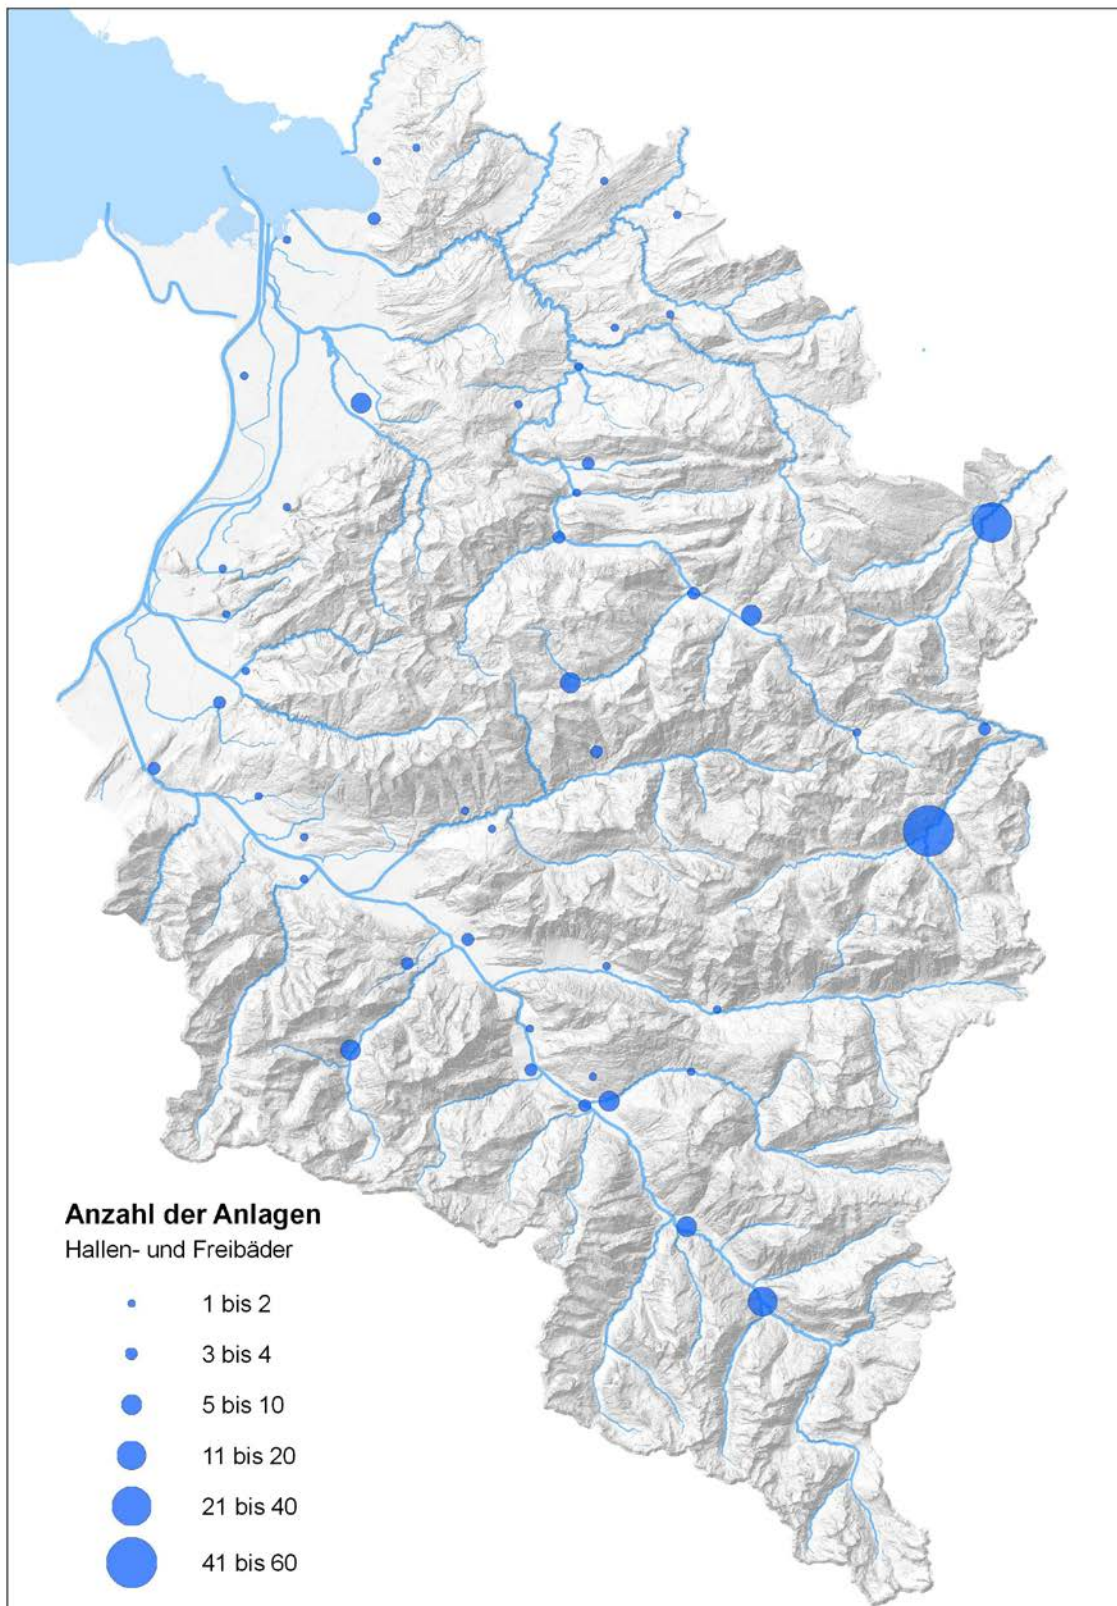 Anzahl der Anlagen
Hallen- und Freibäder
1 bis 2
3 bis 4
5 bis 10
11 bis 20
21 bis 40
41 bis 60